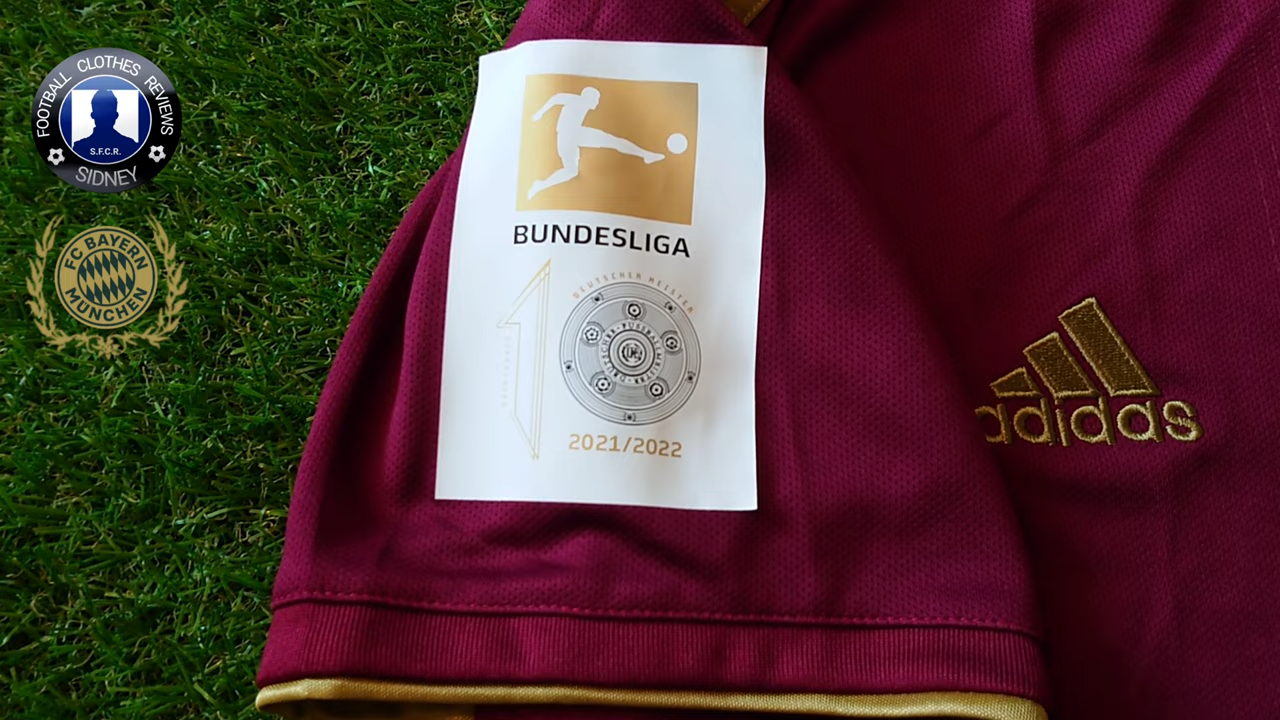 FOOTBALL CLOTHES REVIEWS
S.F.C.R.
SIDNEY
FC BAYERN
MÜNCHEN
BUNDESLIGA
DEUTSCHER MEISTER
2021/2022
adidas